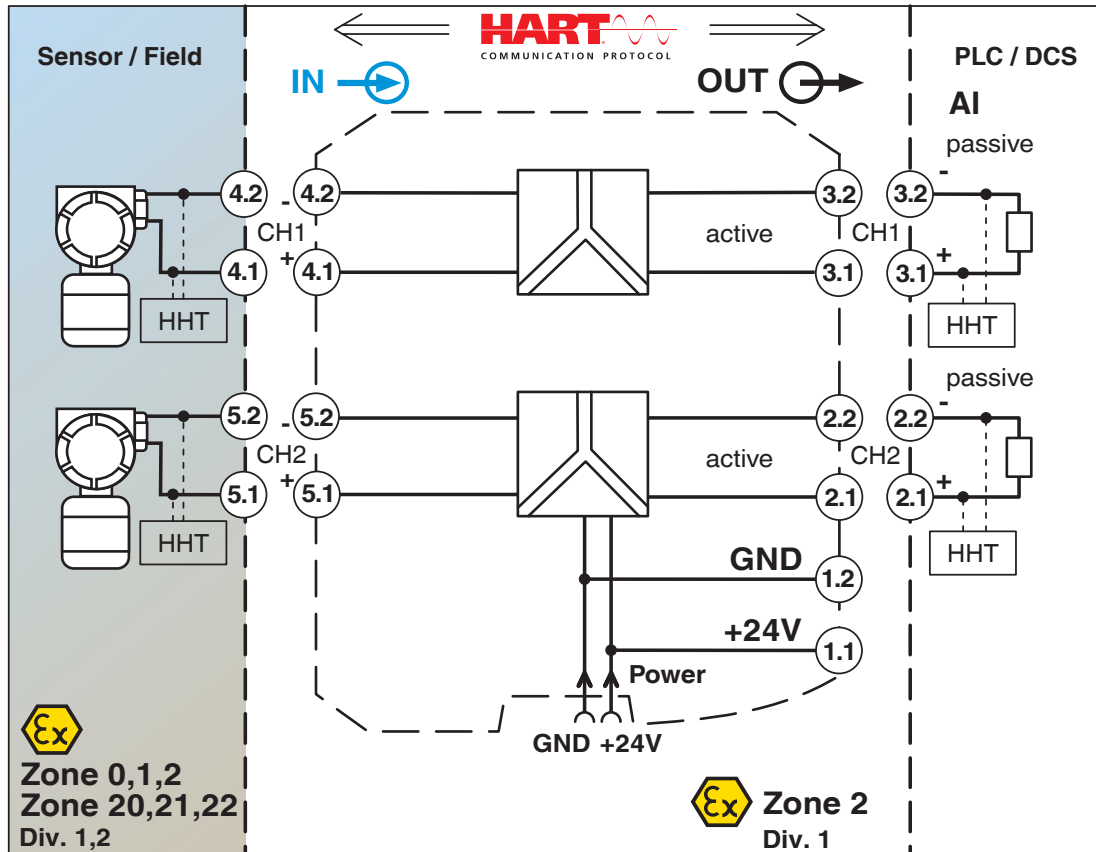 HART
COMMUNICATION PROTOCOL
Sensor / Field
PLC / DCS
IN
OUT
AI
passive
4.2
-
4.2
3.2
3.2
-
CH1
active
CH1
4.1
+
4.1
3.1
3.1
+
HHT
HHT
passive
5.2
-
5.2
2.2
2.2
-
CH2
active
CH2
5.1
+
5.1
2.1
2.1
+
HHT
HHT
GND
1.2
+24V
1.1
Power
GND +24V
Ex
Zone 0,1,2
Zone 20,21,22
Div. 1,2
Ex
Zone 2
Div. 1